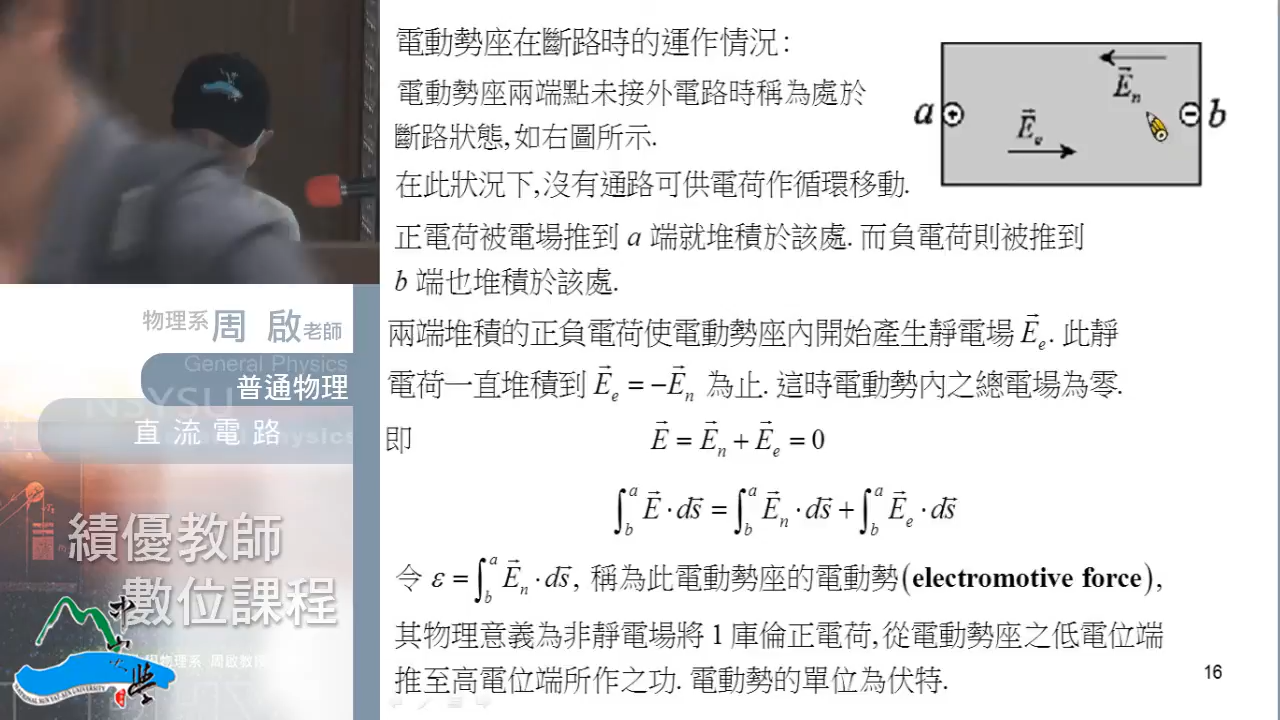 電動勢座在斷路時的運作情況：
電動勢座兩端點未接外電路時稱為處於
斷路狀態,如右圖所示.
在此狀況下,沒有通路可供電荷作循環移動.
正電荷被電場推到 a 端就堆積於該處. 而負電荷則被推到
b 端也堆積於該處.
兩端堆積的正負電荷使電動勢座內開始產生靜電場 E⃗e. 此靜
電荷一直堆積到 E⃗e = −E⃗n 為止. 這時電動勢內之總電場為零.
即 E⃗ = E⃗n + E⃗e = 0
∫_b^a E⃗ · ds⃗ = ∫_b^a E⃗n · ds⃗ + ∫_b^a E⃗e · ds⃗
令 ε = ∫_b^a E⃗n · ds⃗, 稱為此電動勢座的電動勢(electromotive force),
其物理意義為非靜電場將 1 庫倫正電荷,從電動勢座之低電位端
推至高電位端所作之功. 電動勢的單位為伏特.
16
a + E⃗e E⃗n − b
物理系 周 啟 老師
General Physics
普通物理
NSYSU
直流電路
績優教師
數位課程